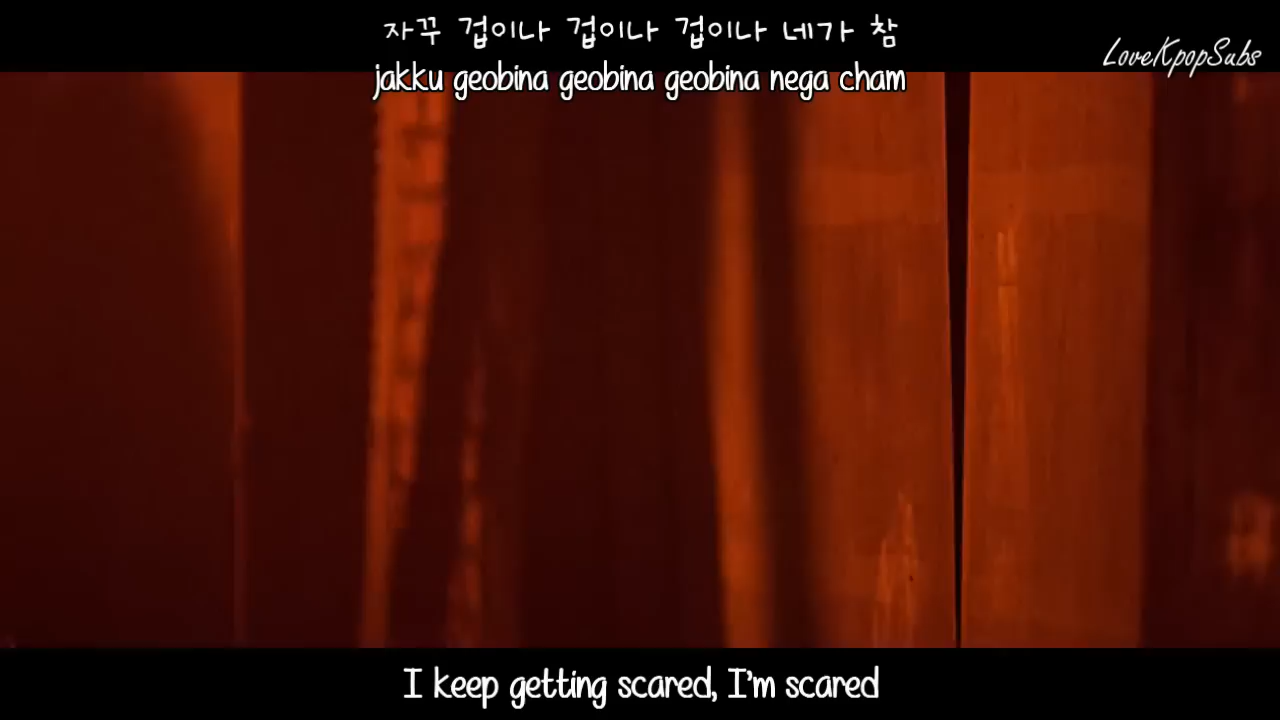 자꾸 겁이나 겁이나 겁이나 네가 참
LoveKpopSubs
jakku geobina geobina geobina nega cham
I keep getting scared, I'm scared